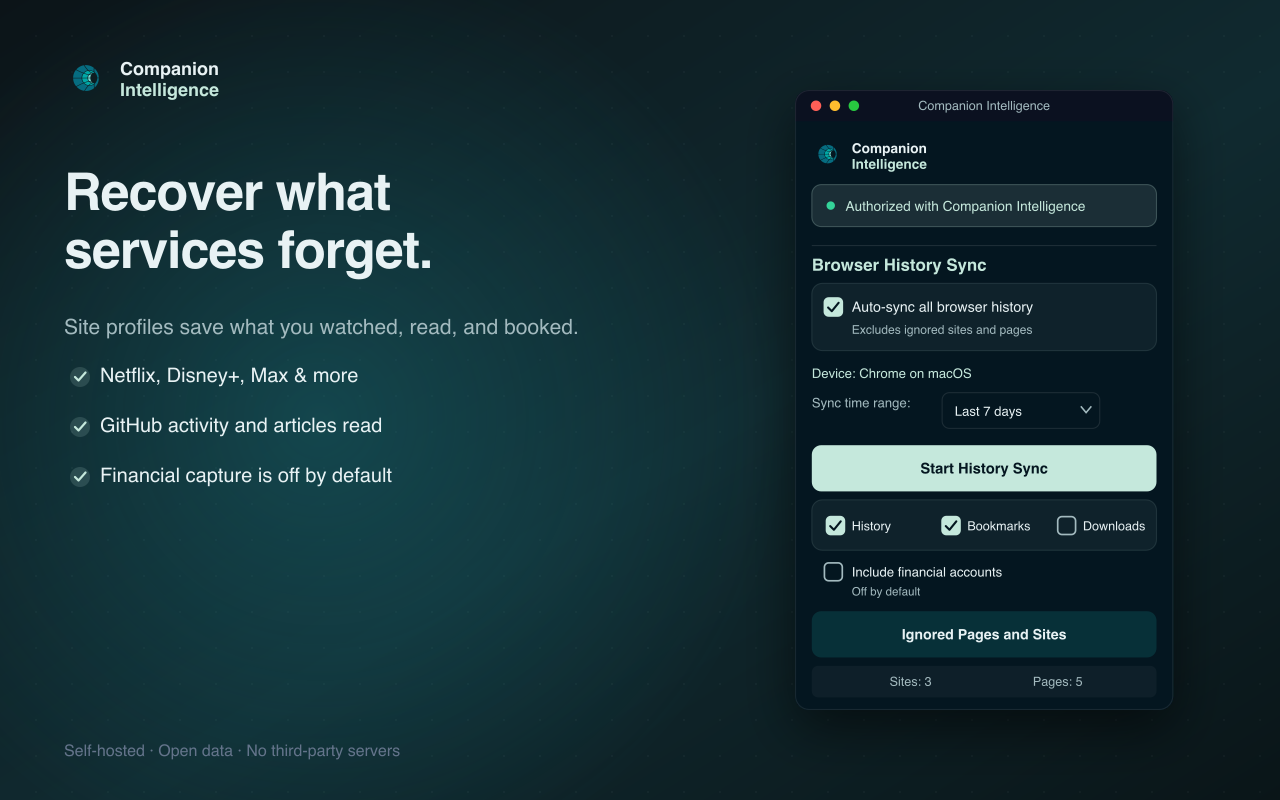 Companion
Intelligence
Recover what
services forget.
Site profiles save what you watched, read, and booked.
Netflix, Disney+, Max & more
GitHub activity and articles read
Financial capture is off by default
Self-hosted · Open data · No third-party servers
Companion Intelligence
Companion
Intelligence
Authorized with Companion Intelligence
Browser History Sync
Auto-sync all browser history
Excludes ignored sites and pages
Device: Chrome on macOS
Sync time range: Last 7 days
Start History Sync
History Bookmarks Downloads
Include financial accounts
Off by default
Ignored Pages and Sites
Sites: 3 Pages: 5